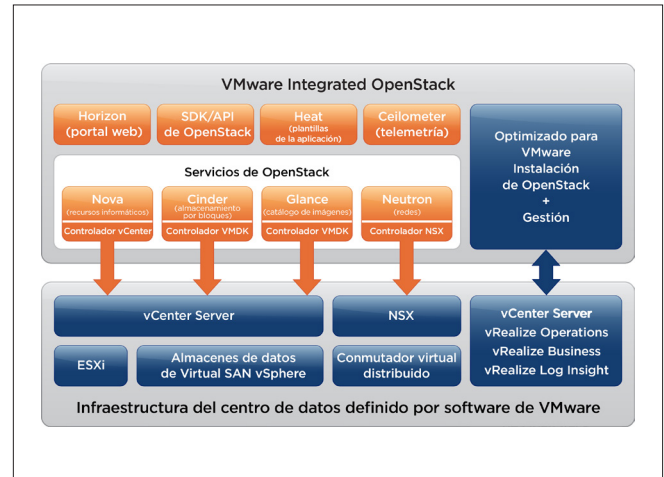 VMware Integrated OpenStack
Horizon
(portal web)
SDK/API
de OpenStack
Heat
(plantillas
de la aplicación)
Ceilometer
(telemetría)
Optimizado para
VMware
Instalación
de OpenStack
+
Gestión
Servicios de OpenStack
Nova
(recursos informáticos)
Controlador vCenter
Cinder
(almacenamiento
por bloques)
Controlador VMDK
Glance
(catálogo de imágenes)
Controlador VMDK
Neutron
(redes)
Controlador NSX
vCenter Server
NSX
vCenter Server
vRealize Operations
vRealize Business
vRealize Log Insight
ESXi
Almacenes de datos
de Virtual SAN vSphere
Conmutador virtual
distribuido
Infraestructura del centro de datos definido por software de VMware